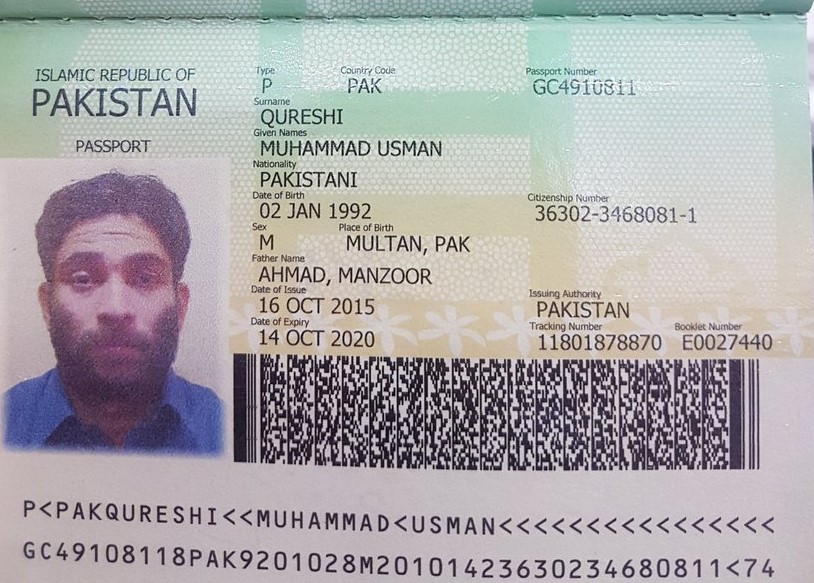 ISLAMIC REPUBLIC OF
PAKISTAN
PASSPORT
Type Country Code Passport Number
P PAK GC4910811
Surname
QURESHI
Given Names
MUHAMMAD USMAN
Nationality
PAKISTANI
Date of Birth Citizenship Number
02 JAN 1992 36302-3468081-1
Sex Place of Birth
M MULTAN, PAK
Father Name
AHMAD, MANZOOR
Date of Issue Issuing Authority
16 OCT 2015 PAKISTAN
Date of Expiry Tracking Number Booklet Number
14 OCT 2020 11801878870 E0027440
P<PAKQURESHI<<MUHAMMAD<USMAN<<<<<<<<<<<<<<<<
GC49108118PAK9201028M20101423630234680811<74